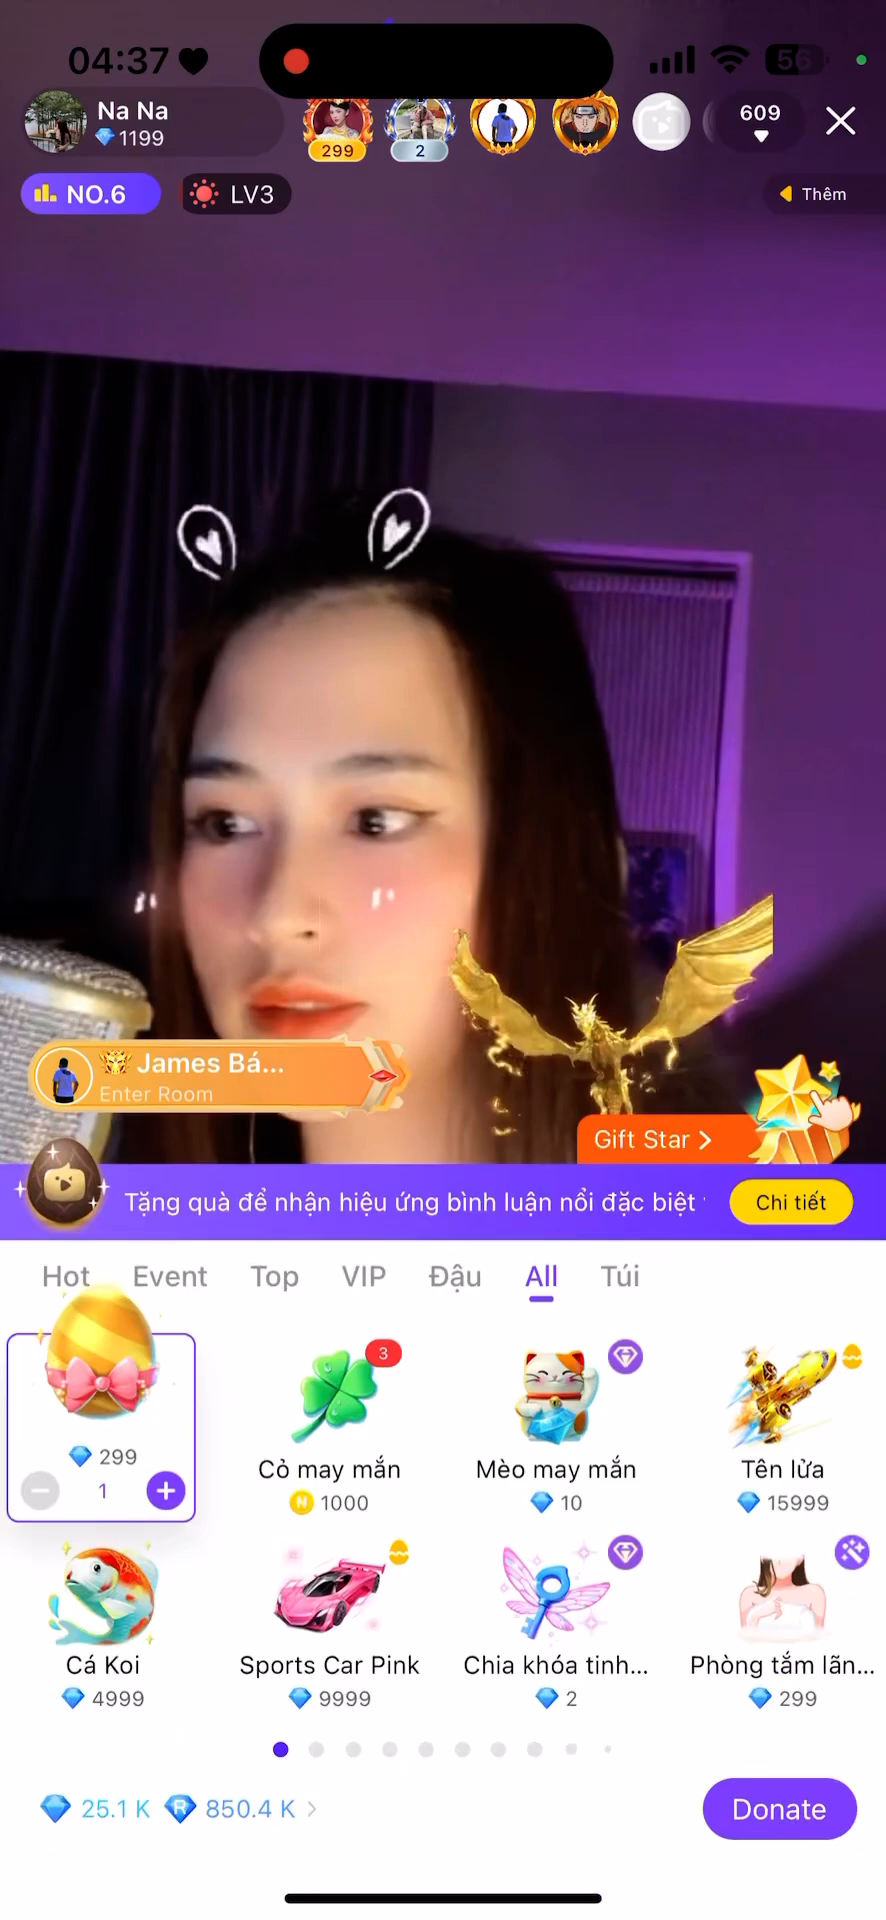 04:37
56
Na Na
1199
299
2
609
NO.6
LV3
Thêm
James Bá...
Enter Room
Gift Star >
Tặng quà để nhận hiệu ứng bình luận nổi đặc biệt
Chi tiết
Hot Event Top VIP Đậu All Túi
299
1
3
Cỏ may mắn
N 1000
Mèo may mắn
10
Tên lửa
15999
Cá Koi
4999
Sports Car Pink
9999
Chìa khóa tinh...
2
Phòng tắm lãn...
299
25.1 K
R 850.4 K >
Donate